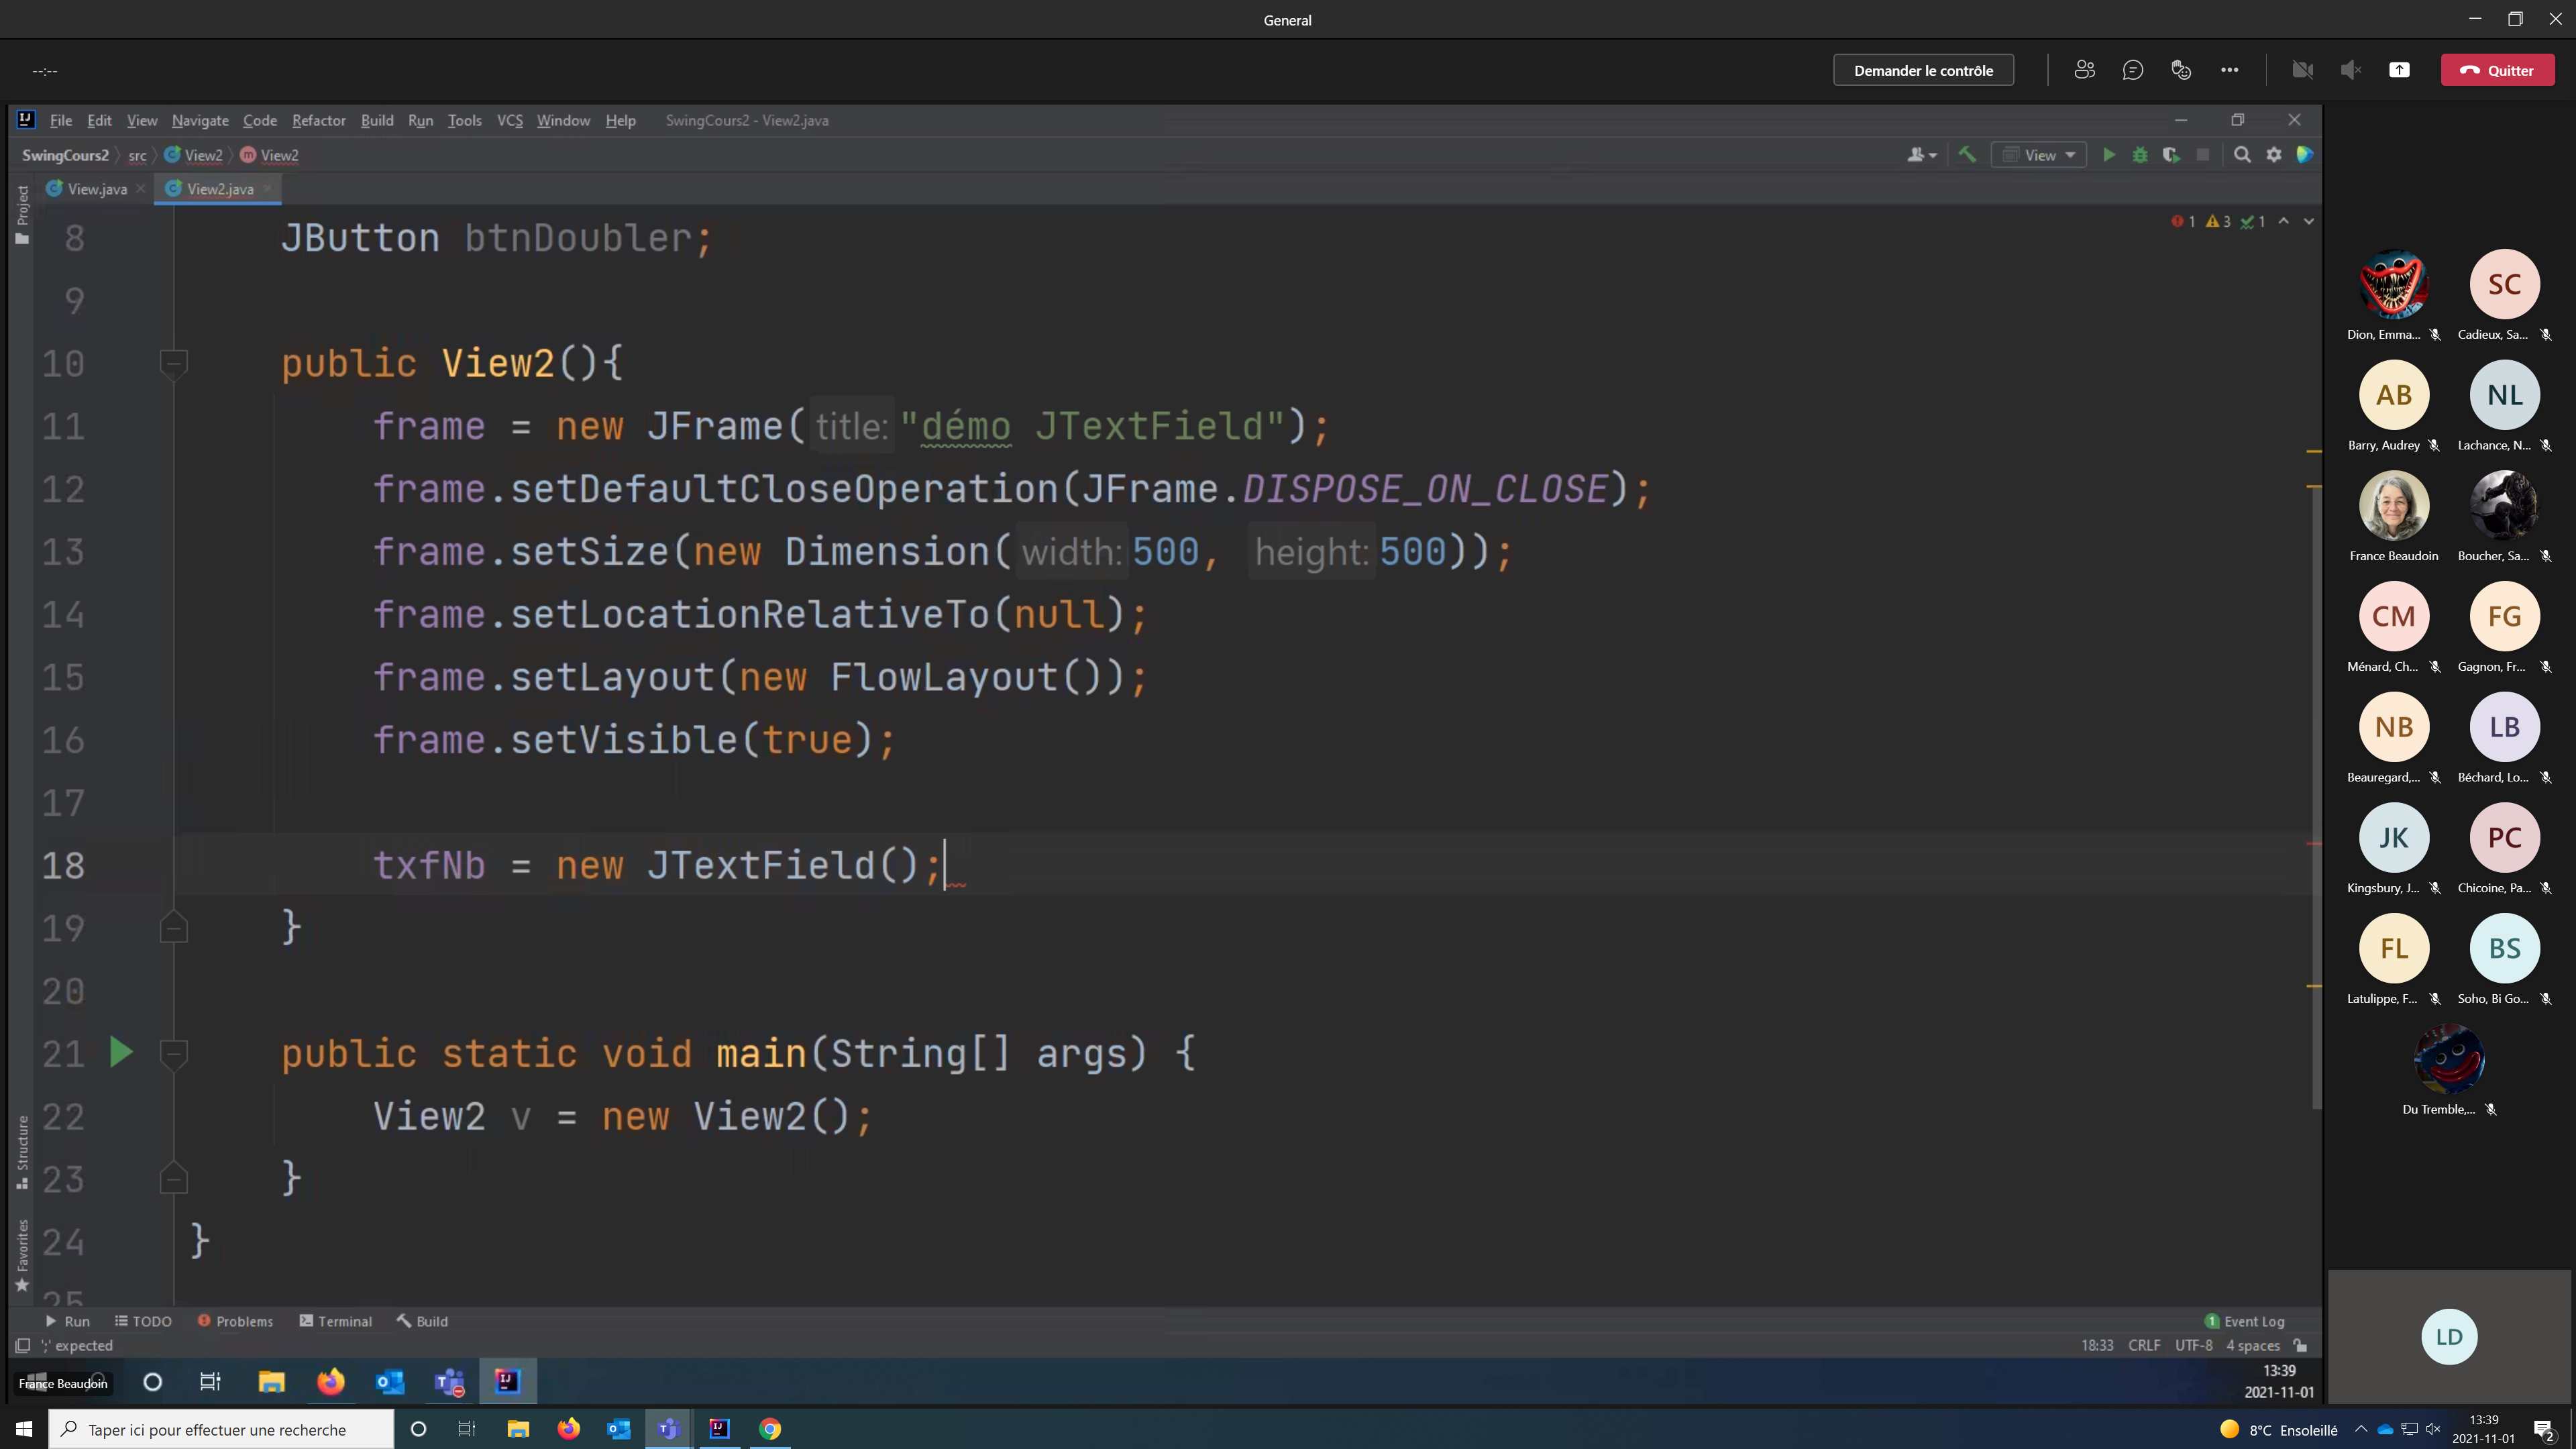 General
--:--
Demander le contrôle
Quitter
File Edit View Navigate Code Refactor Build Run Tools VCS Window Help SwingCours2 - View2.java
SwingCours2 src View2 m View2
View
View.java View2.java
Project
1 3 1
8 JButton btnDoubler;
9
10 public View2(){
11 frame = new JFrame( title: "démo JTextField");
12 frame.setDefaultCloseOperation(JFrame.DISPOSE_ON_CLOSE);
13 frame.setSize(new Dimension( width: 500, height: 500));
14 frame.setLocationRelativeTo(null);
15 frame.setLayout(new FlowLayout());
16 frame.setVisible(true);
17
18 txfNb = new JTextField();
19 }
20
21 public static void main(String[] args) {
22 View2 v = new View2();
23 }
24 }
25
Structure
Favorites
Run TODO Problems Terminal Build
1 Event Log
';' expected
18:33 CRLF UTF-8 4 spaces
France Beaudoin
13:39
2021-11-01
SC
Dion, Emma... Cadieux, Sa...
AB NL
Barry, Audrey Lachance, N...
France Beaudoin Boucher, Sa...
CM FG
Ménard, Ch... Gagnon, Fr...
NB LB
Beauregard,... Béchard, Lo...
JK PC
Kingsbury, J... Chicoine, Pa...
FL BS
Latulippe, F... Soho, Bi Go...
Du Tremble,...
LD
Taper ici pour effectuer une recherche
8°C Ensoleillé
13:39
2021-11-01
2